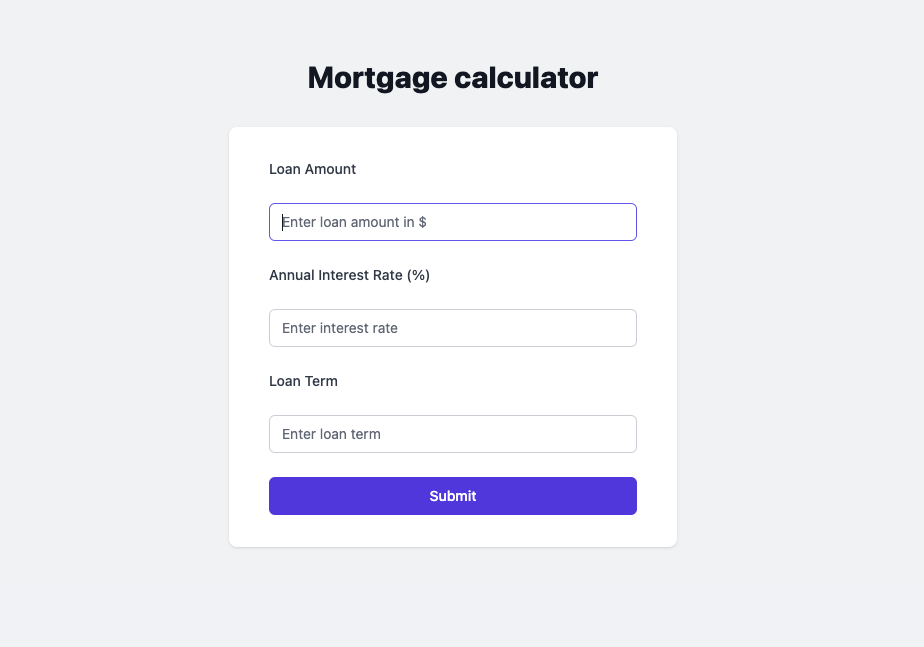 Mortgage calculator
Loan Amount
Enter loan amount in $
Annual Interest Rate (%)
Enter interest rate
Loan Term
Enter loan term
Submit